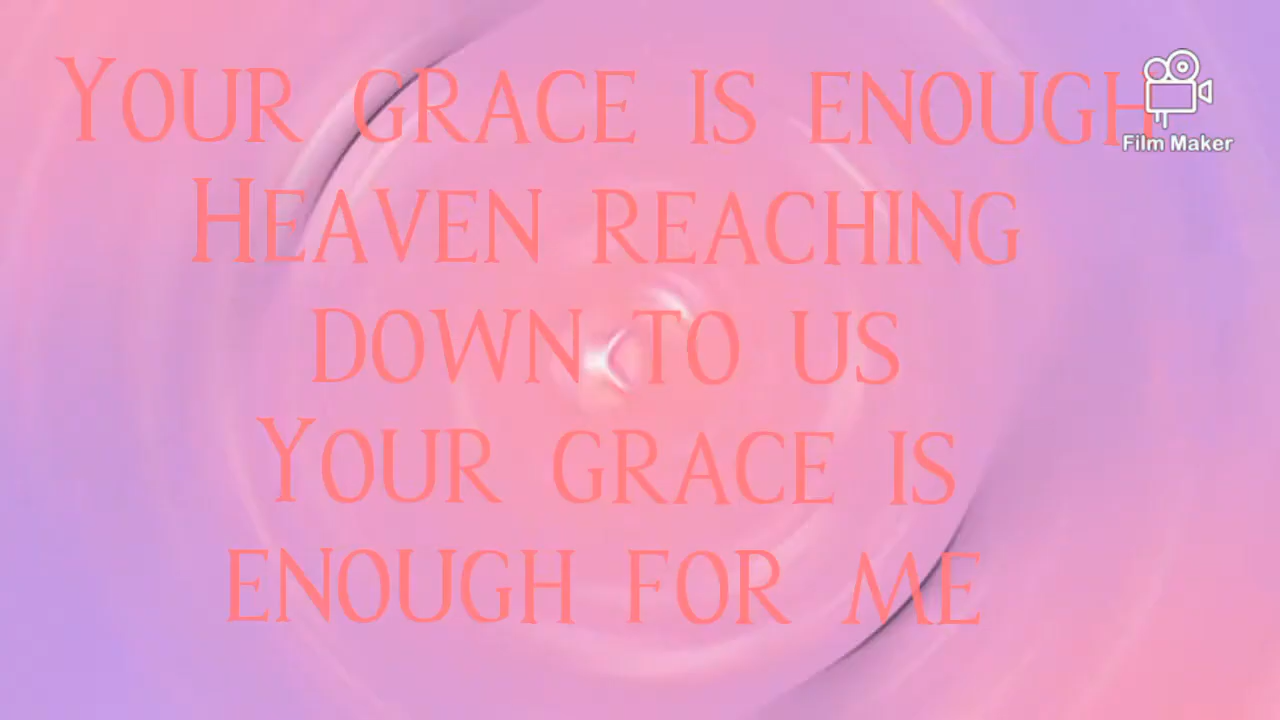 Your grace is enough
Heaven reaching
down to us
Your grace is
enough for me
Film Maker